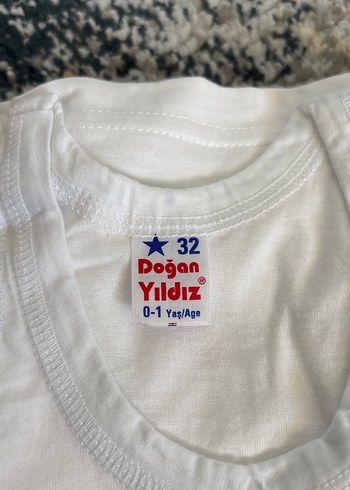 32
Doğan
Yıldız®
0-1 Yaş/Age